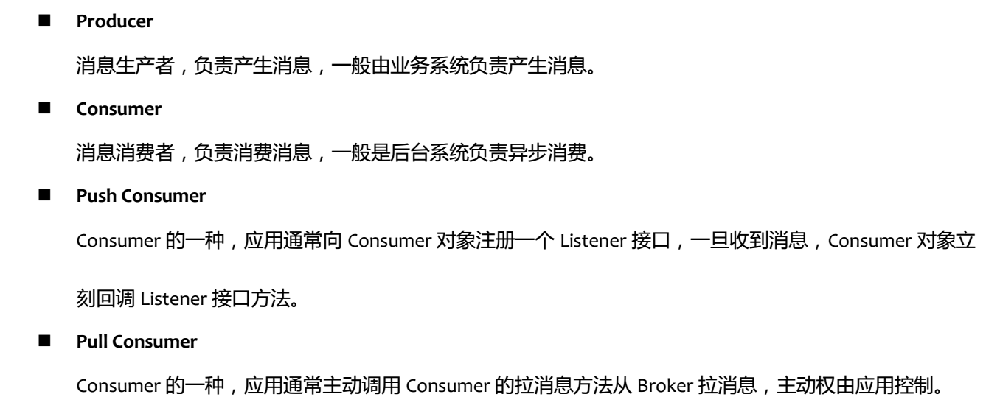 ■ Producer
消息生产者，负责产生消息，一般由业务系统负责产生消息。
■ Consumer
消息消费者，负责消费消息，一般是后台系统负责异步消费。
■ Push Consumer
Consumer 的一种，应用通常向 Consumer 对象注册一个 Listener 接口，一旦收到消息，Consumer 对象立
刻回调 Listener 接口方法。
■ Pull Consumer
Consumer 的一种，应用通常主动调用 Consumer 的拉消息方法从 Broker 拉消息，主动权由应用控制。